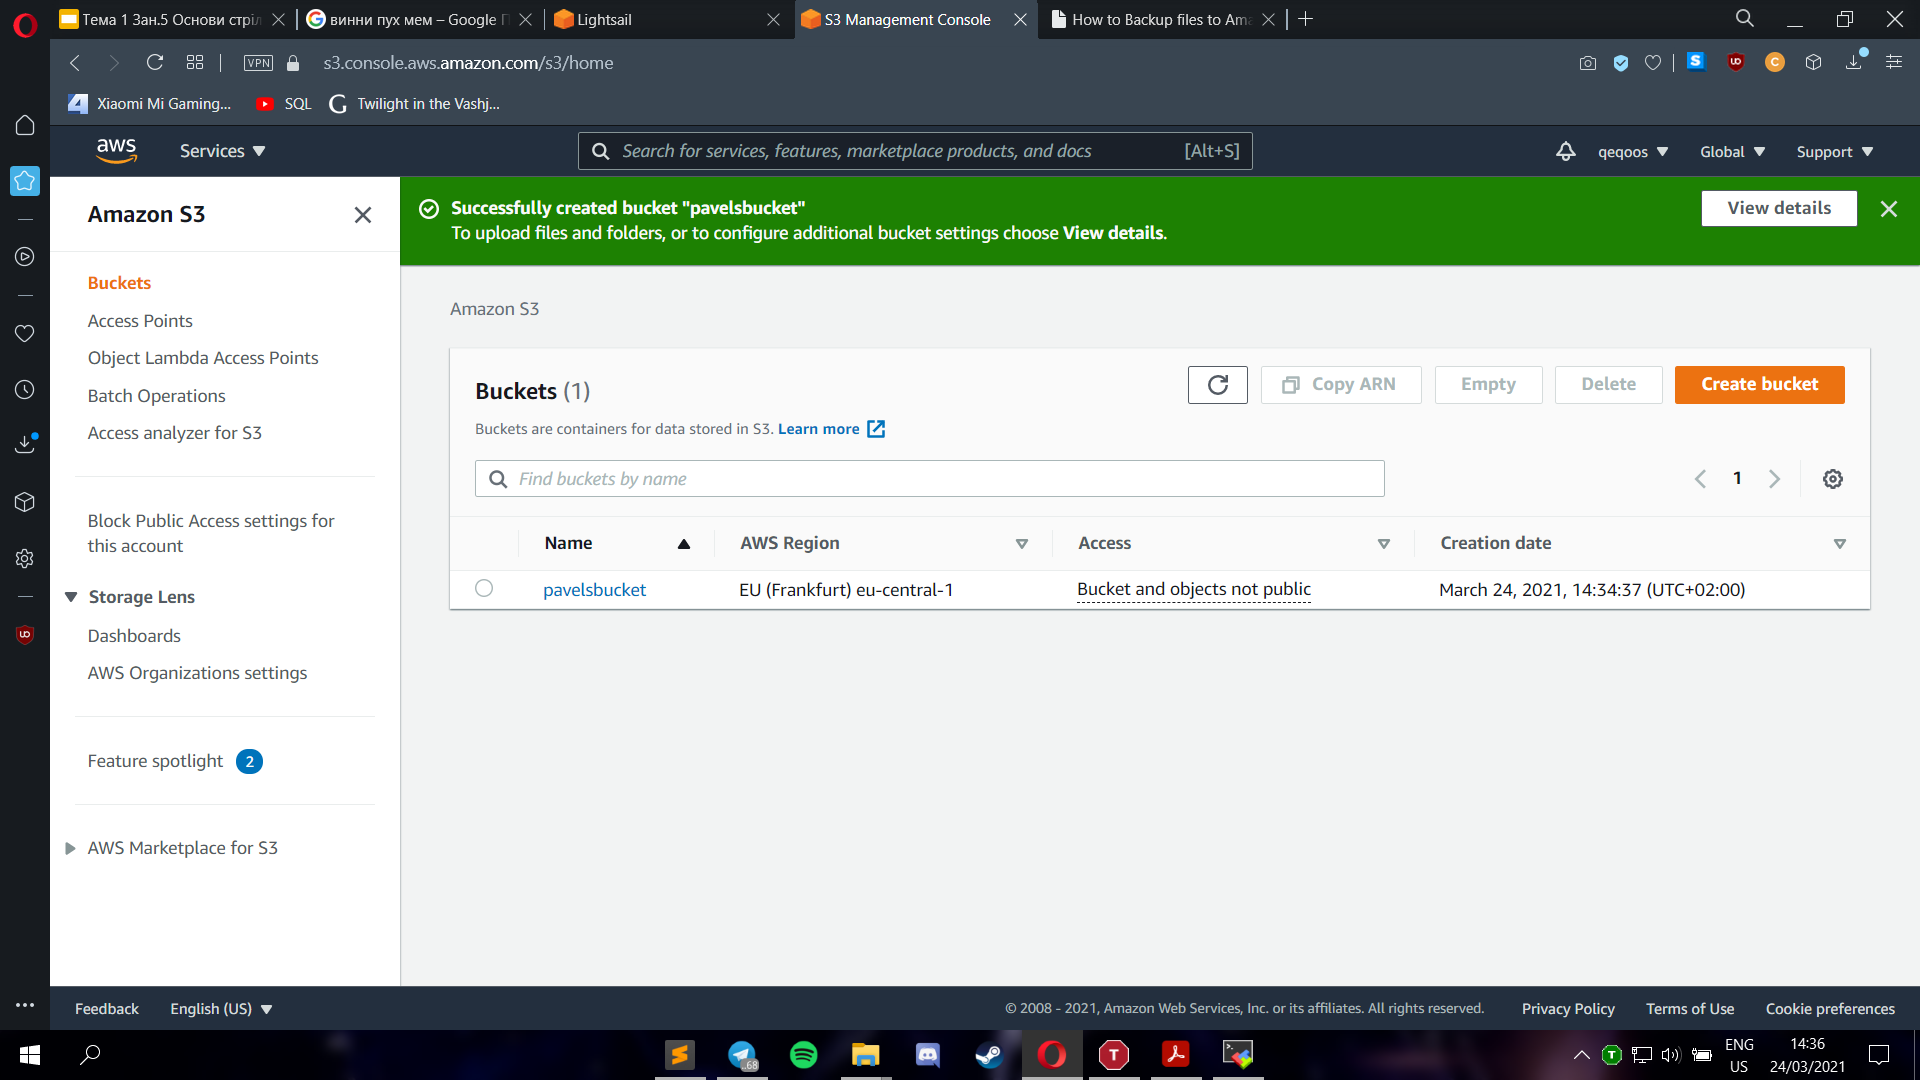 Тема 1 Зан.5 Основи стріл
винни пух мем – Google П
Lightsail
S3 Management Console
How to Backup files to Ama
VPN
s3.console.aws.amazon.com/s3/home
Xiaomi Mi Gaming...
SQL
Twilight in the Vashj...
aws
Services
Search for services, features, marketplace products, and docs
[Alt+S]
qeqoos
Global
Support
Amazon S3
Buckets
Access Points
Object Lambda Access Points
Batch Operations
Access analyzer for S3
Block Public Access settings for
this account
Storage Lens
Dashboards
AWS Organizations settings
Feature spotlight 2
AWS Marketplace for S3
Successfully created bucket "pavelsbucket"
To upload files and folders, or to configure additional bucket settings choose View details.
View details
Amazon S3
Buckets (1)
Copy ARN
Empty
Delete
Create bucket
Buckets are containers for data stored in S3. Learn more
Find buckets by name
1
Name
AWS Region
Access
Creation date
pavelsbucket
EU (Frankfurt) eu-central-1
Bucket and objects not public
March 24, 2021, 14:34:37 (UTC+02:00)
Feedback
English (US)
© 2008 - 2021, Amazon Web Services, Inc. or its affiliates. All rights reserved.
Privacy Policy
Terms of Use
Cookie preferences
..68
ENG
US
14:36
24/03/2021